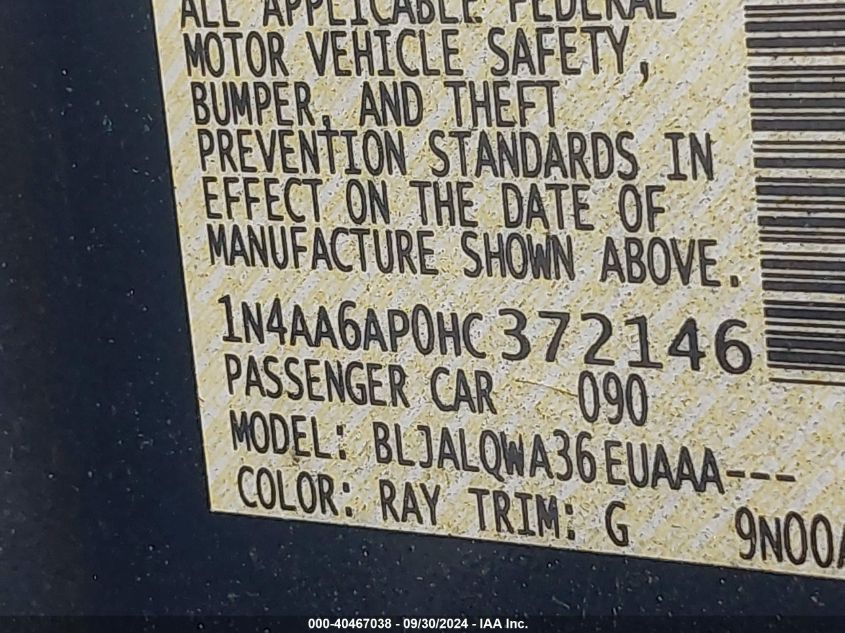 ALL APPLICABLE FEDERAL
MOTOR VEHICLE SAFETY,
BUMPER, AND THEFT
PREVENTION STANDARDS IN
EFFECT ON THE DATE OF
MANUFACTURE SHOWN ABOVE.
1N4AA6AP0HC372146
PASSENGER CAR 090
MODEL: BLJALQWA36EUAAA---
COLOR: RAY TRIM: G 9N00A
000-40467038 - 09/30/2024 - IAA Inc.